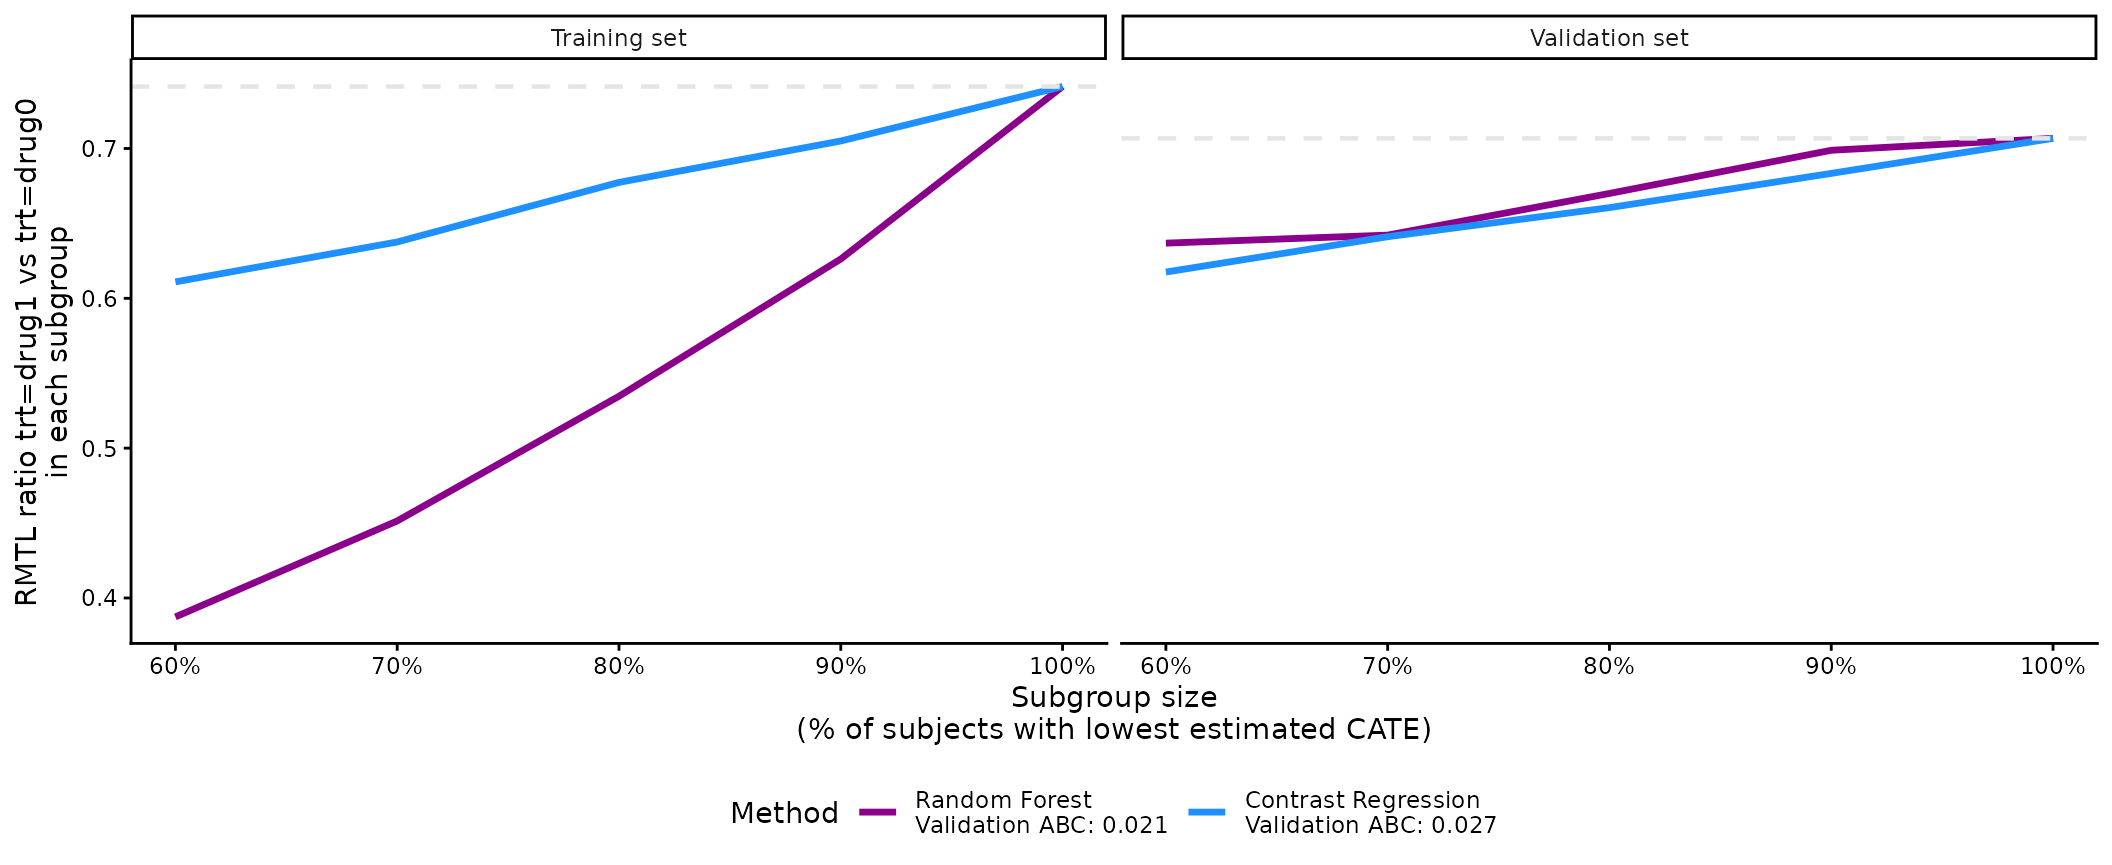 Training set
Validation set
RMTL ratio trt=drug1 vs trt=drug0
in each subgroup
0.7
0.6
0.5
0.4
60%
70%
80%
90%
100%
60%
70%
80%
90%
100%
Subgroup size
(% of subjects with lowest estimated CATE)
Method
Random Forest
Validation ABC: 0.021
Contrast Regression
Validation ABC: 0.027